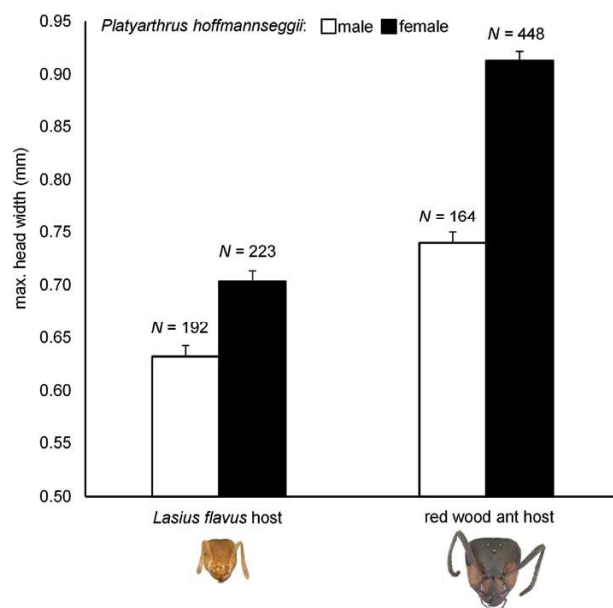 Platyarthrus hoffmannseggii: male female
max. head width (mm)
0.95
0.90
0.85
0.80
0.75
0.70
0.65
0.60
0.55
0.50
N = 192
N = 223
N = 164
N = 448
Lasius flavus host
red wood ant host